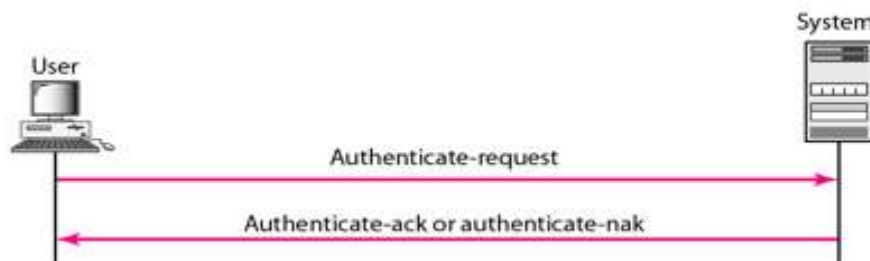 System
User
Authenticate-request
Authenticate-ack or authenticate-nak